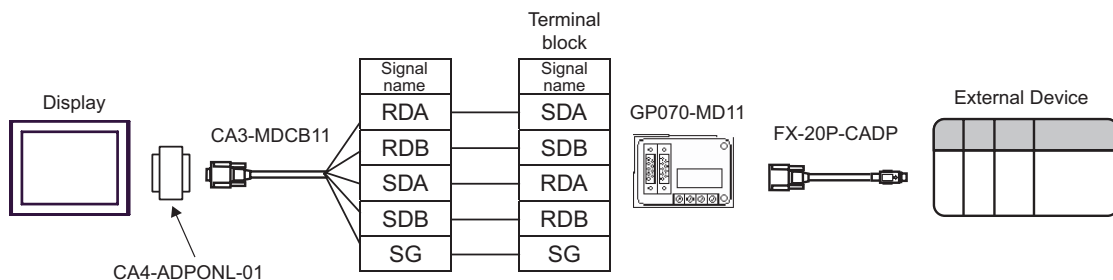 Terminal
block
Signal
name
Signal
name
Display
CA3-MDCB11
RDA
SDA
GP070-MD11
FX-20P-CADP
External Device
RDB
SDB
SDA
RDA
SDB
RDB
SG
SG
CA4-ADPONL-01